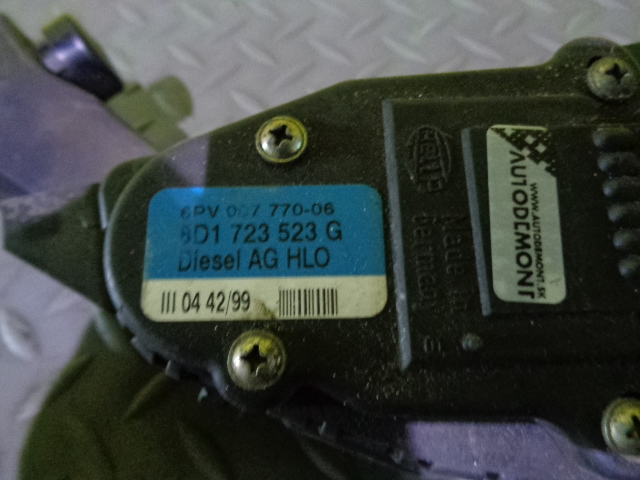 6PV 007 770-06
8D1 723 523 G
Diesel AG HLO
III 04 42/99
Hella
Made in
Germany
AUTODEMONT
WWW.AUTODEMONT.SK